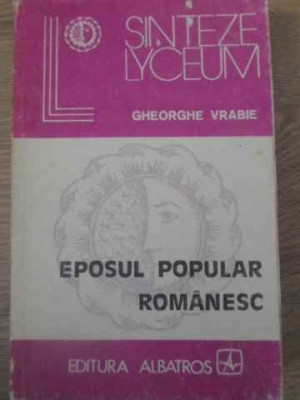 SINTEZE
LYCEUM
GHEORGHE VRABIE
EPOSUL POPULAR
ROMÂNESC
EDITURA ALBATROS